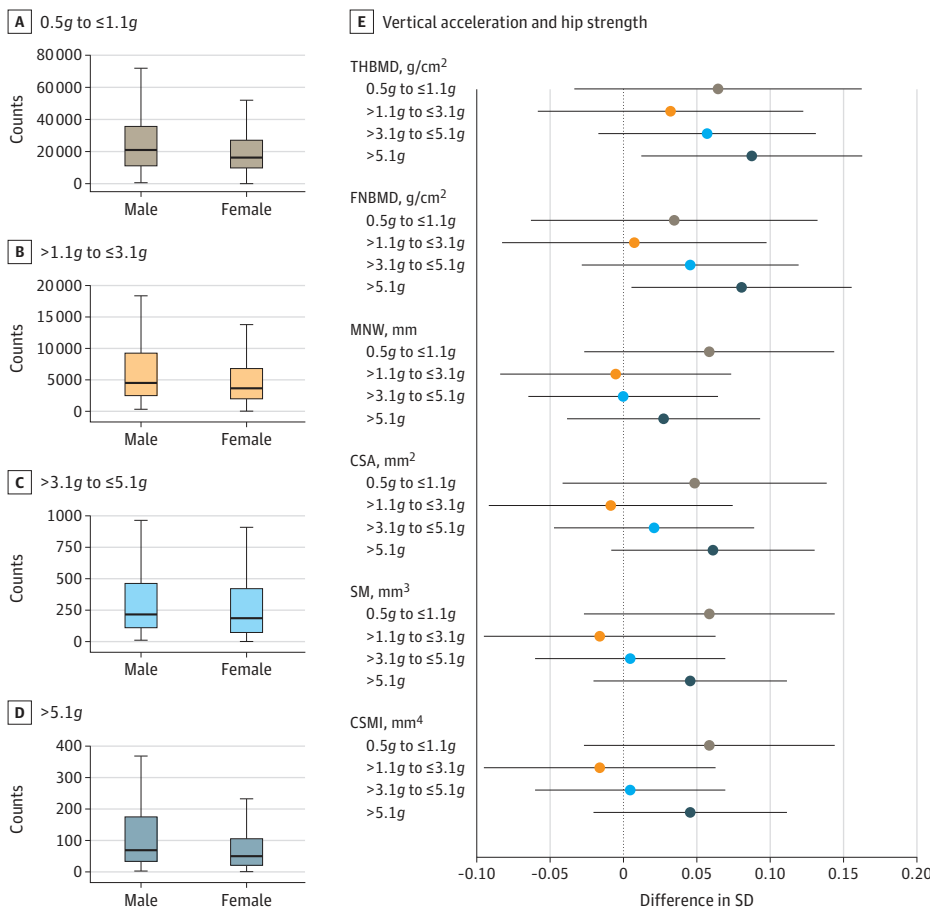 A 0.5g to ≤1.1g
80 000
60 000
40 000
20 000
0
Counts
Male Female
B >1.1g to ≤3.1g
20 000
15 000
10 000
5000
0
Counts
Male Female
C >3.1g to ≤5.1g
1000
750
500
250
0
Counts
Male Female
D >5.1g
400
300
200
100
0
Counts
Male Female
E Vertical acceleration and hip strength
THBMD, g/cm²
0.5g to ≤1.1g
>1.1g to ≤3.1g
>3.1g to ≤5.1g
>5.1g
FNBMD, g/cm²
0.5g to ≤1.1g
>1.1g to ≤3.1g
>3.1g to ≤5.1g
>5.1g
MNW, mm
0.5g to ≤1.1g
>1.1g to ≤3.1g
>3.1g to ≤5.1g
>5.1g
CSA, mm²
0.5g to ≤1.1g
>1.1g to ≤3.1g
>3.1g to ≤5.1g
>5.1g
SM, mm³
0.5g to ≤1.1g
>1.1g to ≤3.1g
>3.1g to ≤5.1g
>5.1g
CSMI, mm⁴
0.5g to ≤1.1g
>1.1g to ≤3.1g
>3.1g to ≤5.1g
>5.1g
-0.10 -0.05 0 0.05 0.10 0.15 0.20
Difference in SD